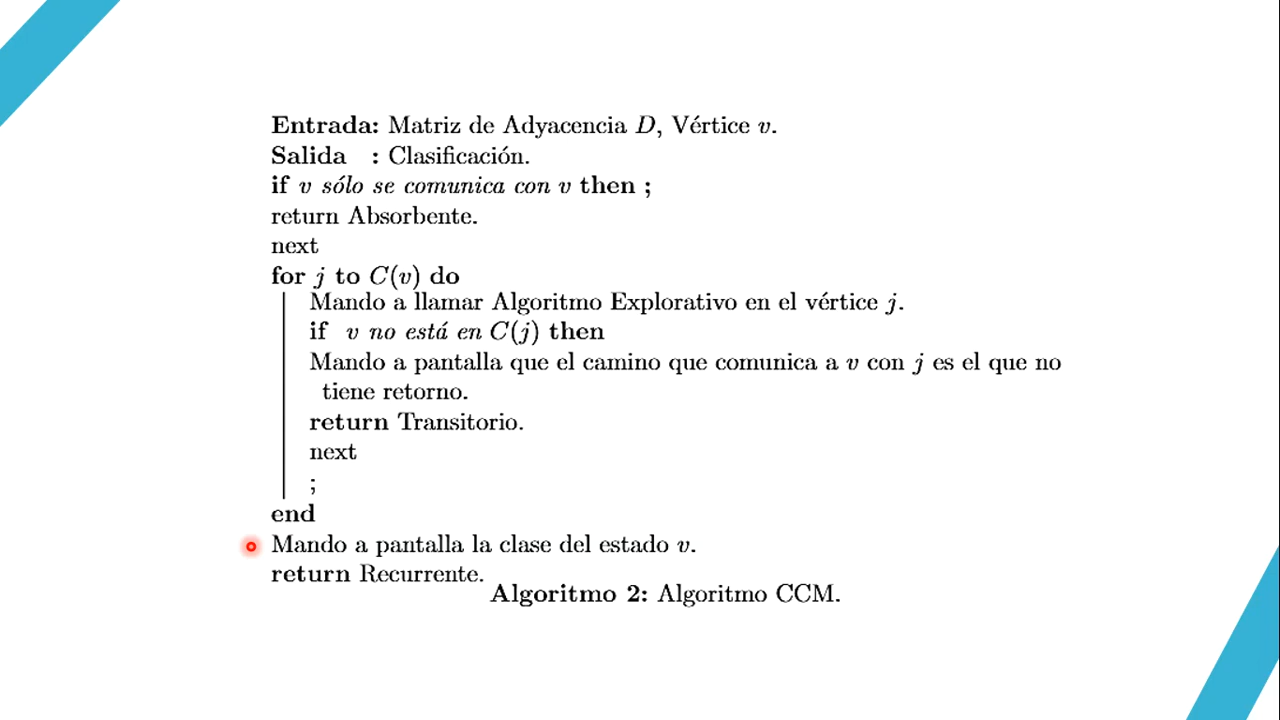 Entrada: Matriz de Adyacencia D, Vértice v.
Salida : Clasificación.
if v sólo se comunica con v then ;
return Absorbente.
next
for j to C(v) do
Mando a llamar Algoritmo Explorativo en el vértice j.
if v no está en C(j) then
Mando a pantalla que el camino que comunica a v con j es el que no
tiene retorno.
return Transitorio.
next
;
end
Mando a pantalla la clase del estado v.
return Recurrente.
Algoritmo 2: Algoritmo CCM.